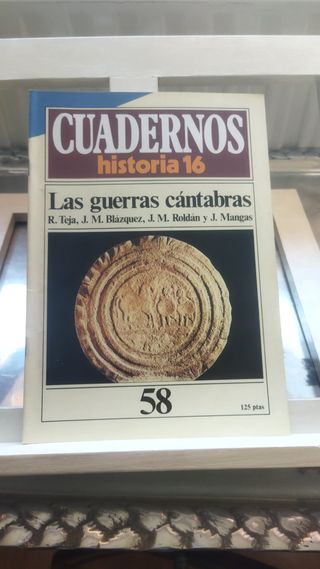 CUADERNOS
historia 16
Las guerras cántabras
R. Teja, J. M. Blázquez, J. M. Roldán y J. Mangas
58
125 ptas